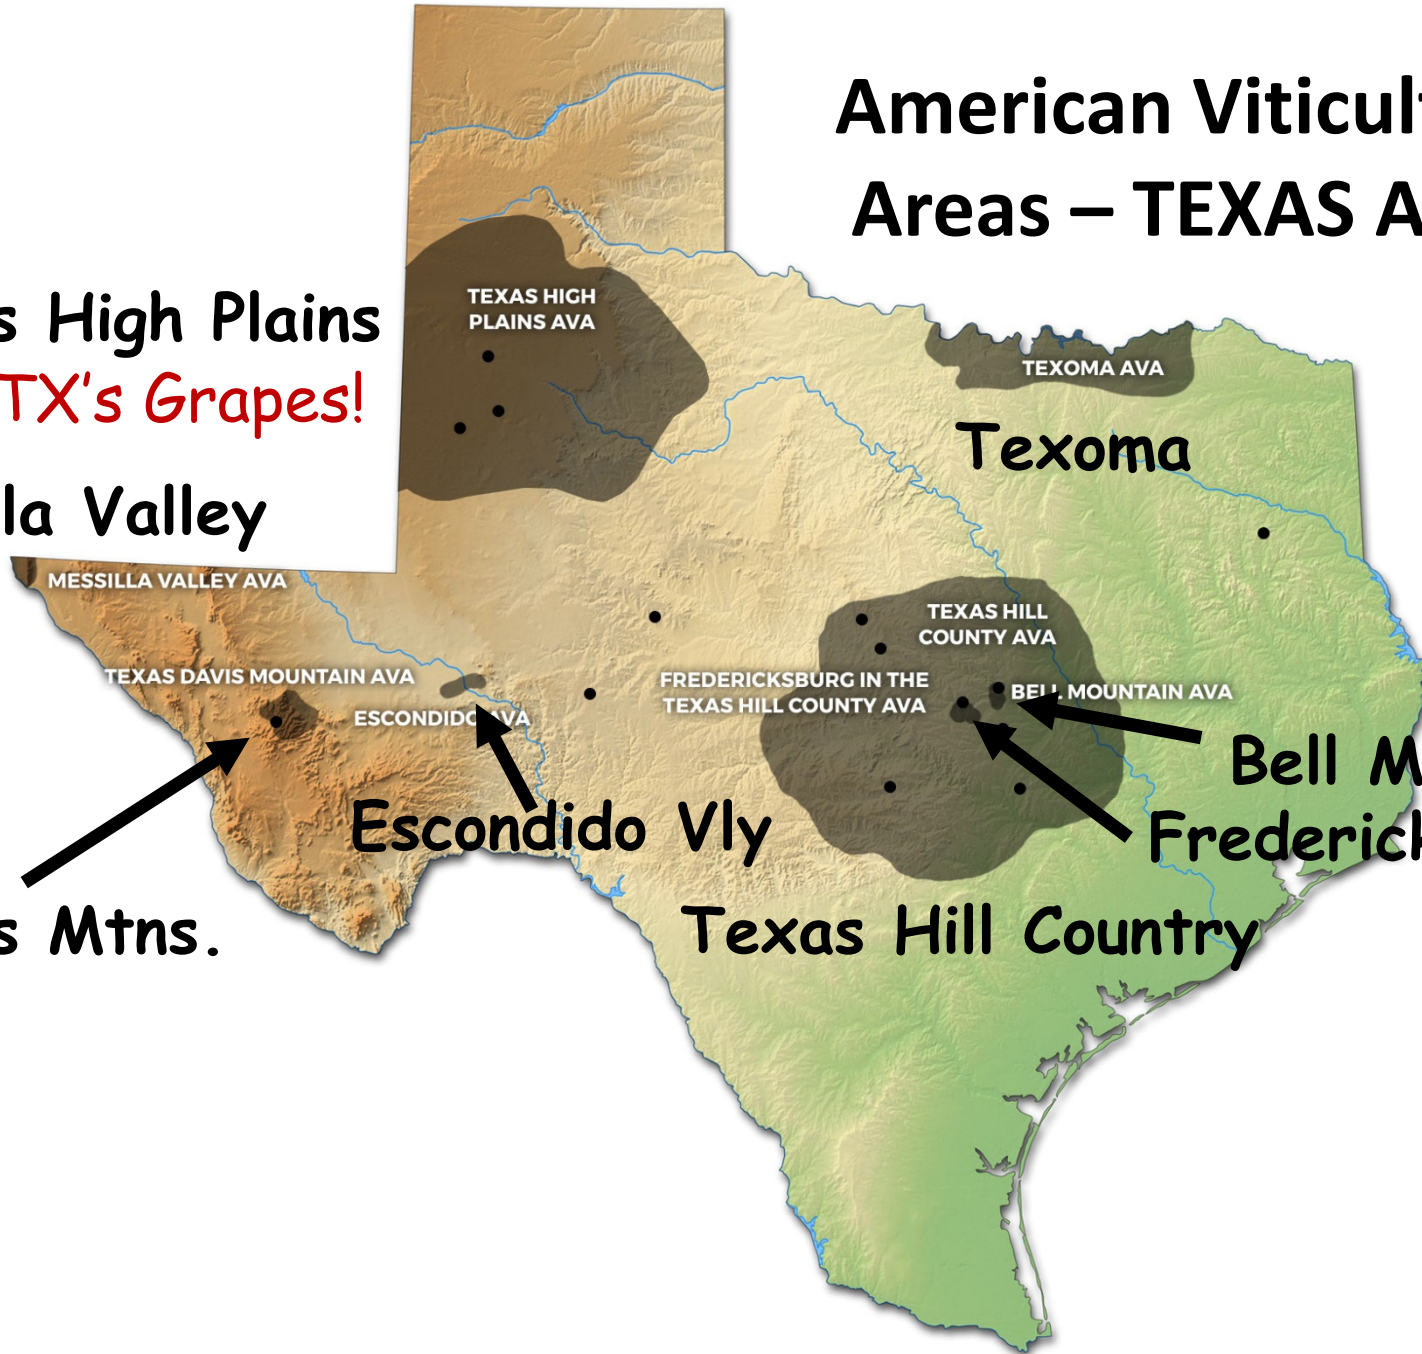 American Viticult
Areas – TEXAS A
s High Plains
TX's Grapes!
la Valley
TEXAS HIGH
PLAINS AVA
TEXOMA AVA
Texoma
MESSILLA VALLEY AVA
TEXAS HILL
COUNTY AVA
TEXAS DAVIS MOUNTAIN AVA
FREDERICKSBURG IN THE
TEXAS HILL COUNTY AVA
BELL MOUNTAIN AVA
ESCONDIDO AVA
Bell M
Escondido Vly
Frederick
s Mtns.
Texas Hill Country